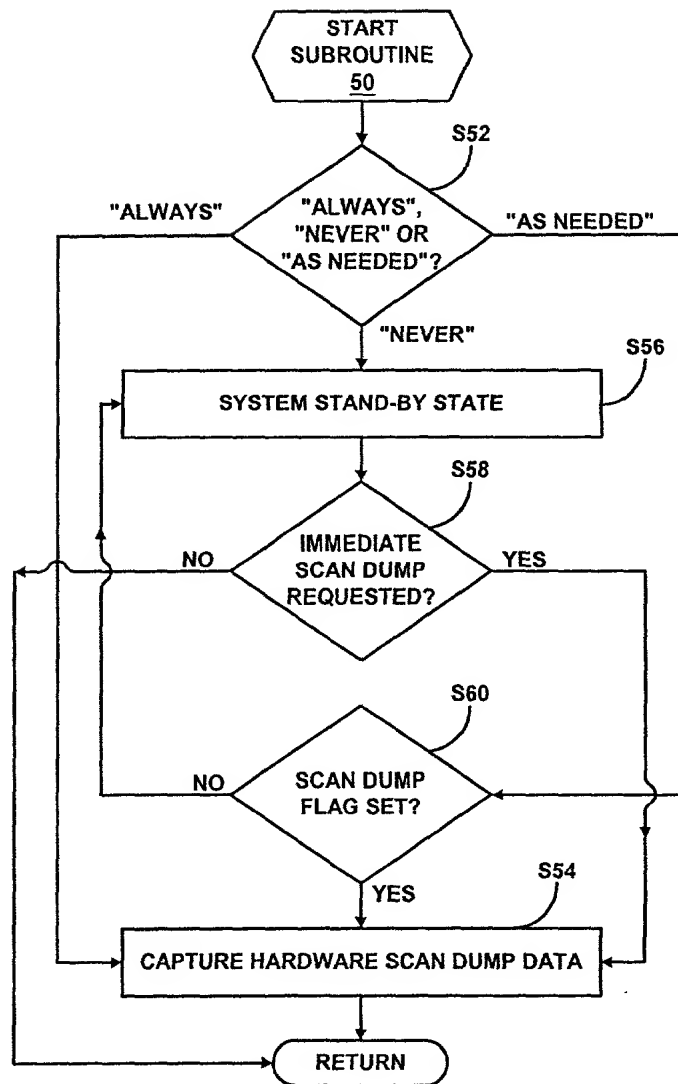 START
SUBROUTINE
50
S52
"ALWAYS"
"ALWAYS",
"NEVER" OR
"AS NEEDED"?
"AS NEEDED"
"NEVER"
S56
SYSTEM STAND-BY STATE
S58
NO
IMMEDIATE
SCAN DUMP
REQUESTED?
YES
S60
NO
SCAN DUMP
FLAG SET?
YES
S54
CAPTURE HARDWARE SCAN DUMP DATA
RETURN